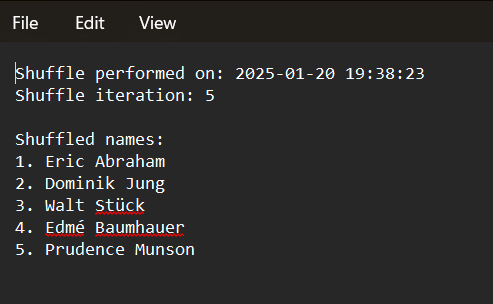 File Edit View
Shuffle performed on: 2025-01-20 19:38:23
Shuffle iteration: 5
Shuffled names:
1. Eric Abraham
2. Dominik Jung
3. Walt Stück
4. Edmé Baumhauer
5. Prudence Munson